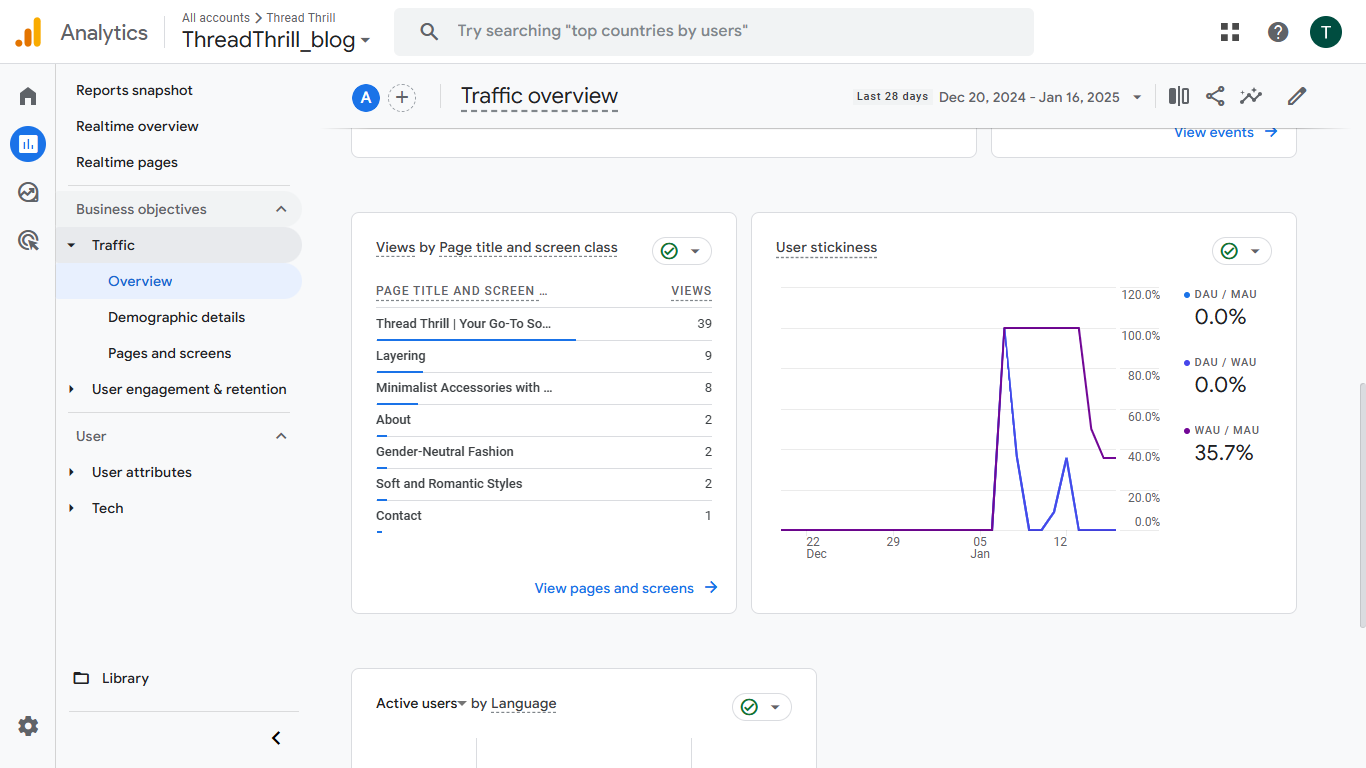 Analytics
All accounts > Thread Thrill
ThreadThrill_blog
Try searching "top countries by users"
T
Reports snapshot
Realtime overview
Realtime pages
Business objectives
Traffic
Overview
Demographic details
Pages and screens
User engagement & retention
User
User attributes
Tech
Library
A
Traffic overview
Last 28 days Dec 20, 2024 - Jan 16, 2025
View events
Views by Page title and screen class
PAGE TITLE AND SCREEN … VIEWS
Thread Thrill | Your Go-To So… 39
Layering 9
Minimalist Accessories with … 8
About 2
Gender-Neutral Fashion 2
Soft and Romantic Styles 2
Contact 1
View pages and screens
User stickiness
120.0%
100.0%
80.0%
60.0%
40.0%
20.0%
0.0%
22 29 05 12
Dec Jan
DAU / MAU
0.0%
DAU / WAU
0.0%
WAU / MAU
35.7%
Active users by Language